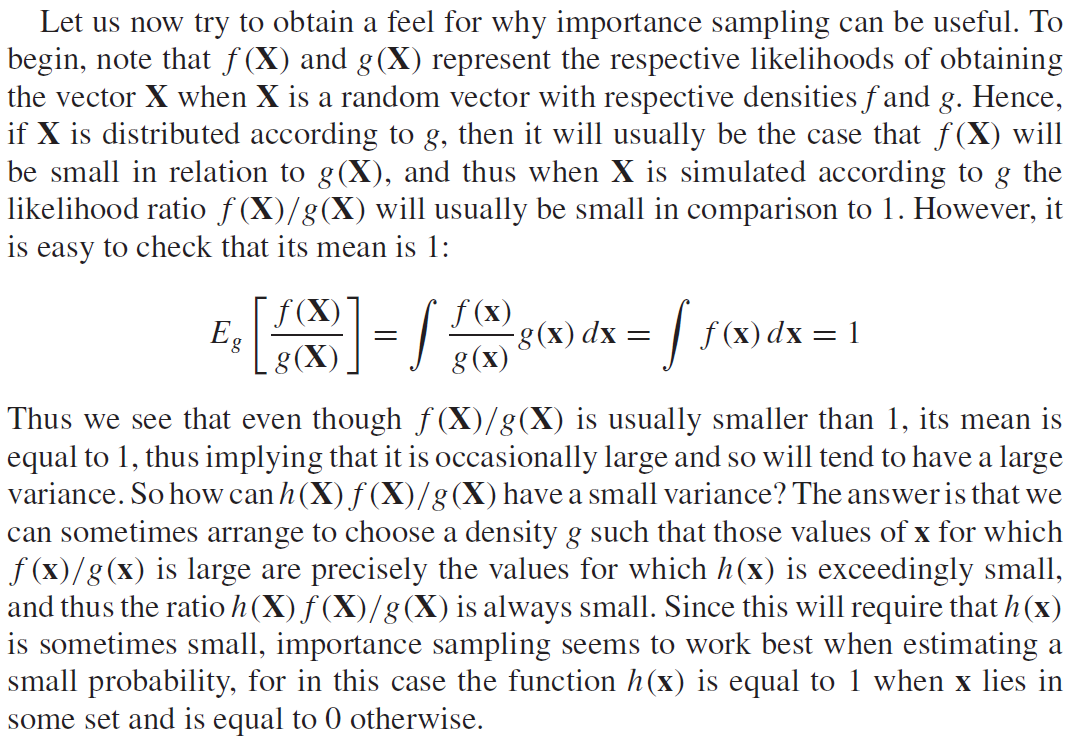 Let us now try to obtain a feel for why importance sampling can be useful. To
begin, note that f(X) and g(X) represent the respective likelihoods of obtaining
the vector X when X is a random vector with respective densities f and g. Hence,
if X is distributed according to g, then it will usually be the case that f(X) will
be small in relation to g(X), and thus when X is simulated according to g the
likelihood ratio f(X)/g(X) will usually be small in comparison to 1. However, it
is easy to check that its mean is 1:
E_g [ f(X) / g(X) ] = ∫ f(x) / g(x) g(x) dx = ∫ f(x) dx = 1
Thus we see that even though f(X)/g(X) is usually smaller than 1, its mean is
equal to 1, thus implying that it is occasionally large and so will tend to have a large
variance. So how can h(X)f(X)/g(X) have a small variance? The answer is that we
can sometimes arrange to choose a density g such that those values of x for which
f(x)/g(x) is large are precisely the values for which h(x) is exceedingly small,
and thus the ratio h(X)f(X)/g(X) is always small. Since this will require that h(x)
is sometimes small, importance sampling seems to work best when estimating a
small probability, for in this case the function h(x) is equal to 1 when x lies in
some set and is equal to 0 otherwise.